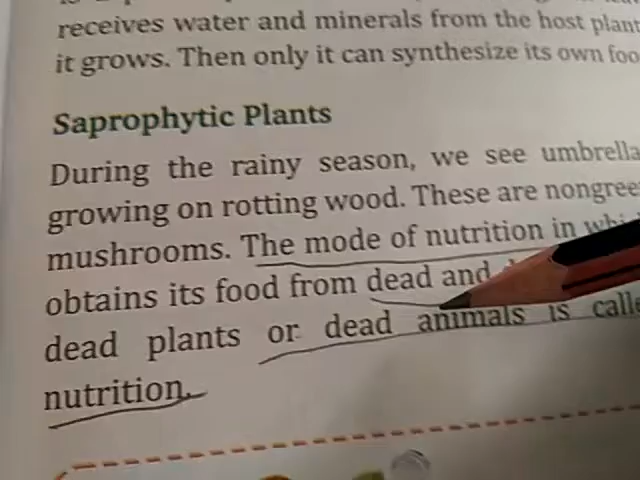 receives water and minerals from the host plant
it grows. Then only it can synthesize its own foo
Saprophytic Plants
During the rainy season, we see umbrella
growing on rotting wood. These are nongree
mushrooms. The mode of nutrition in whi
obtains its food from dead and
dead plants or dead animals is calle
nutrition.